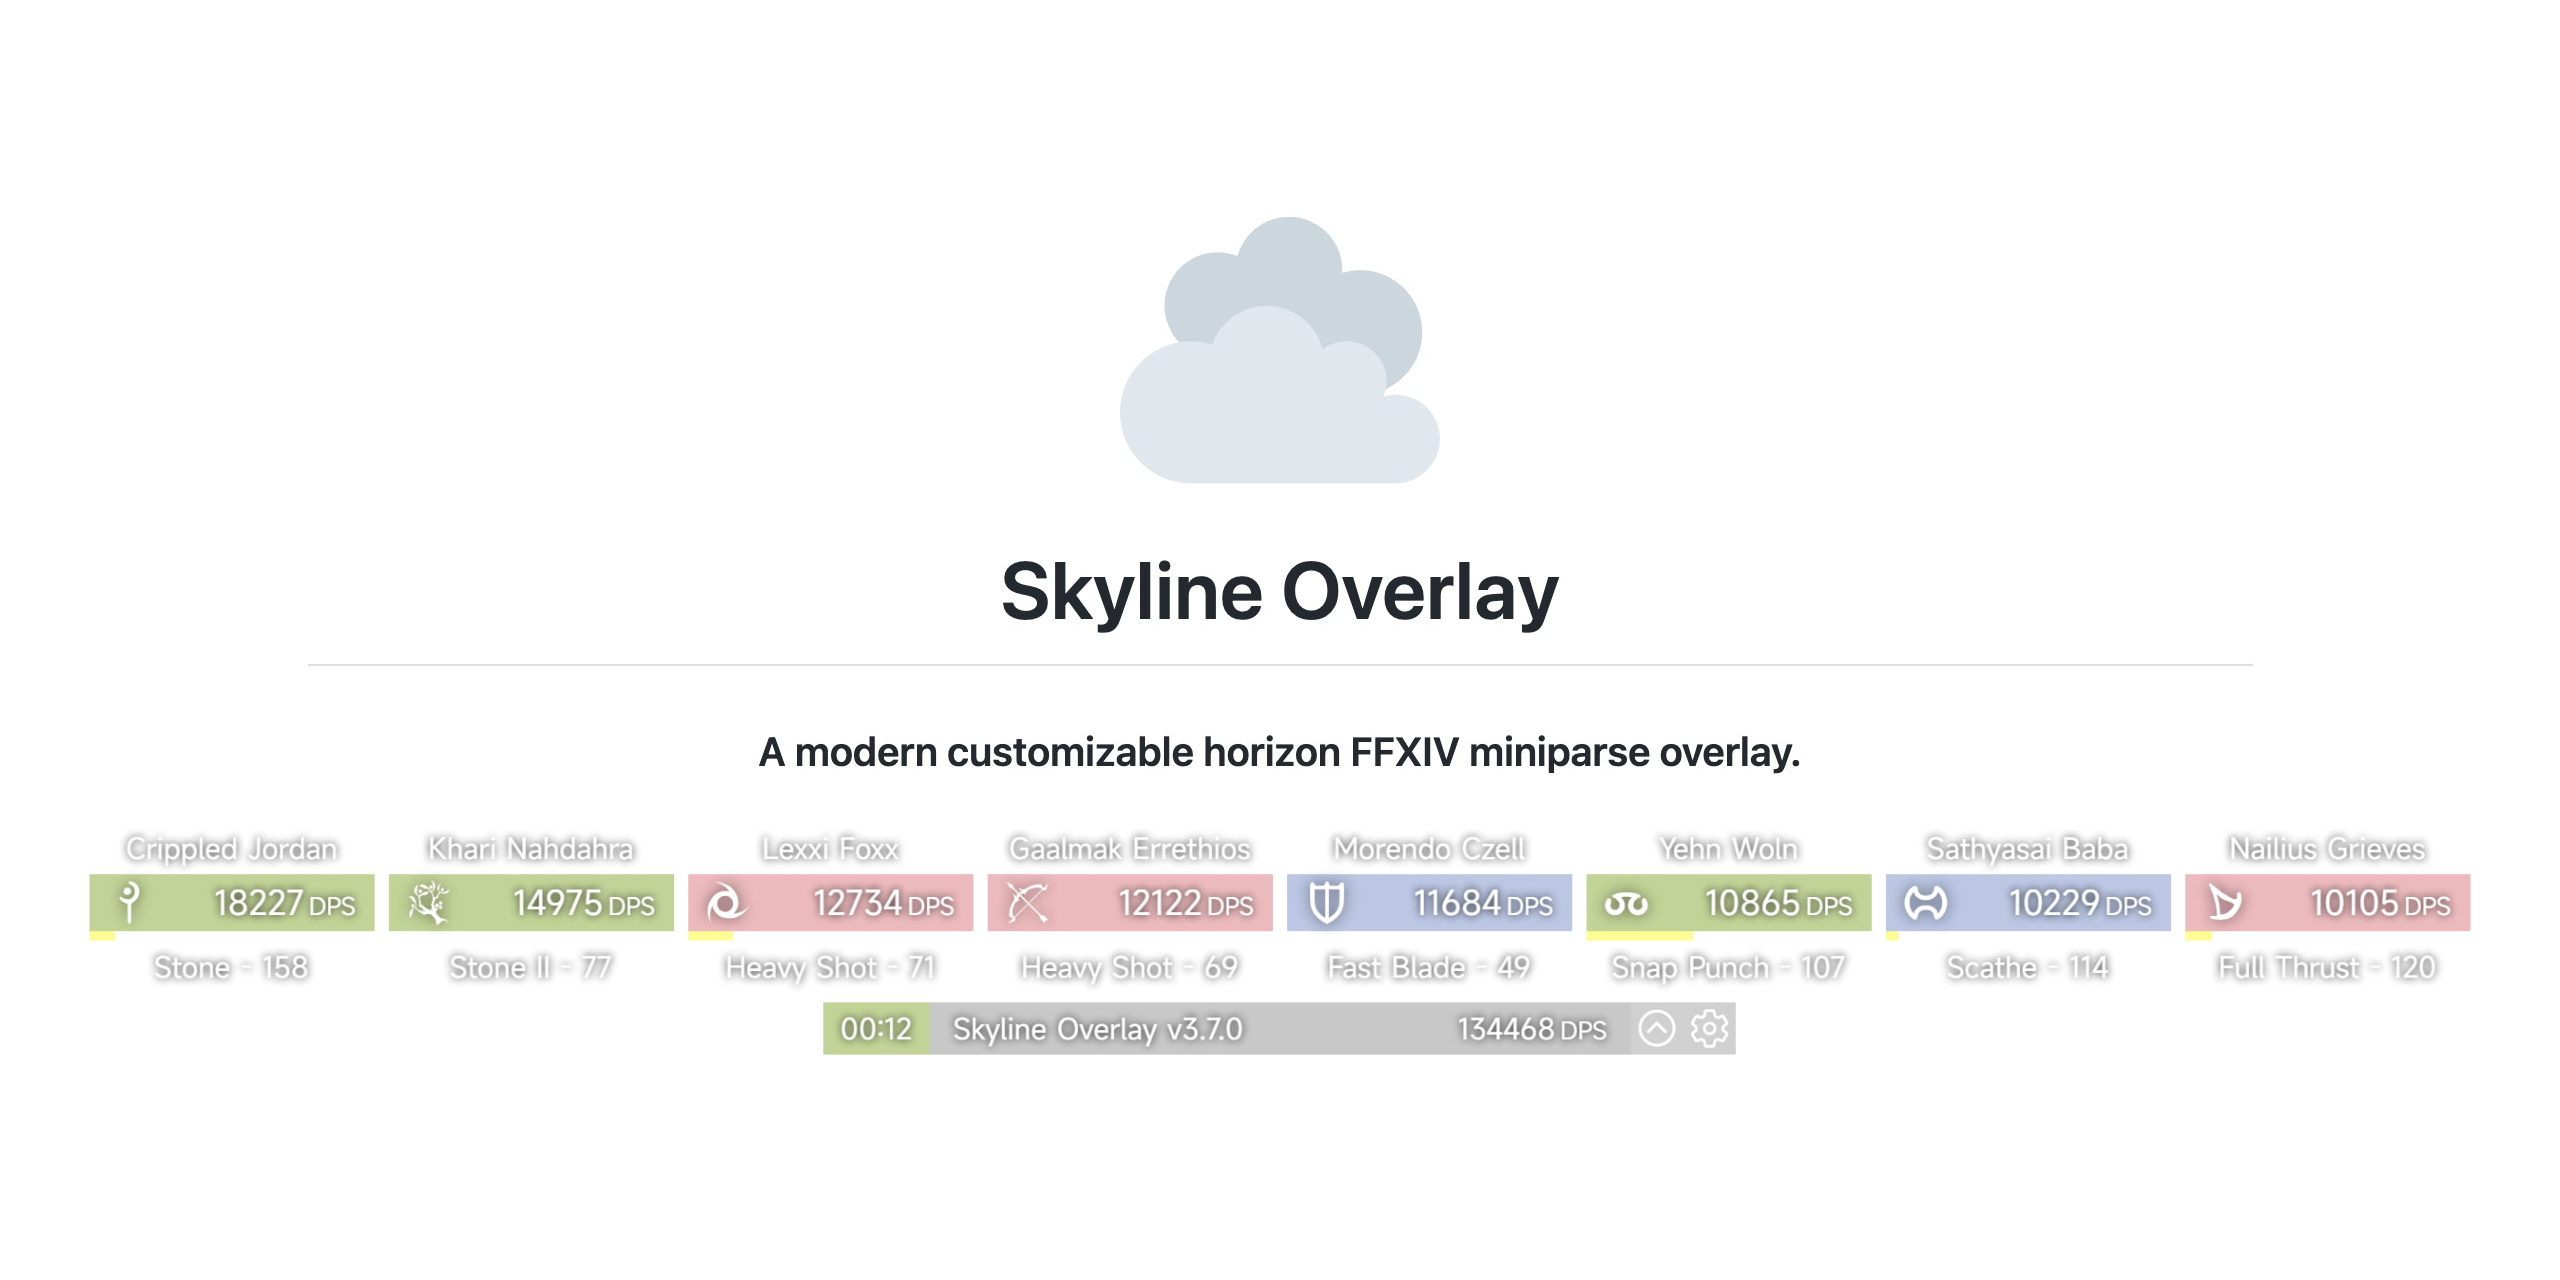 Skyline Overlay
A modern customizable horizon FFXIV miniparse overlay.
Crippled Jordan Khari Nahdahra Lexxi Foxx Gaalmak Errethios Morendo Czell Yehn Woln Sathyasai Baba Nailius Grieves
18227 DPS 14975 DPS 12734 DPS 12122 DPS 11684 DPS 10865 DPS 10229 DPS 10105 DPS
Stone - 158 Stone II - 77 Heavy Shot - 71 Heavy Shot - 69 Fast Blade - 49 Snap Punch - 107 Scathe - 114 Full Thrust - 120
00:12 Skyline Overlay v3.7.0 134468 DPS